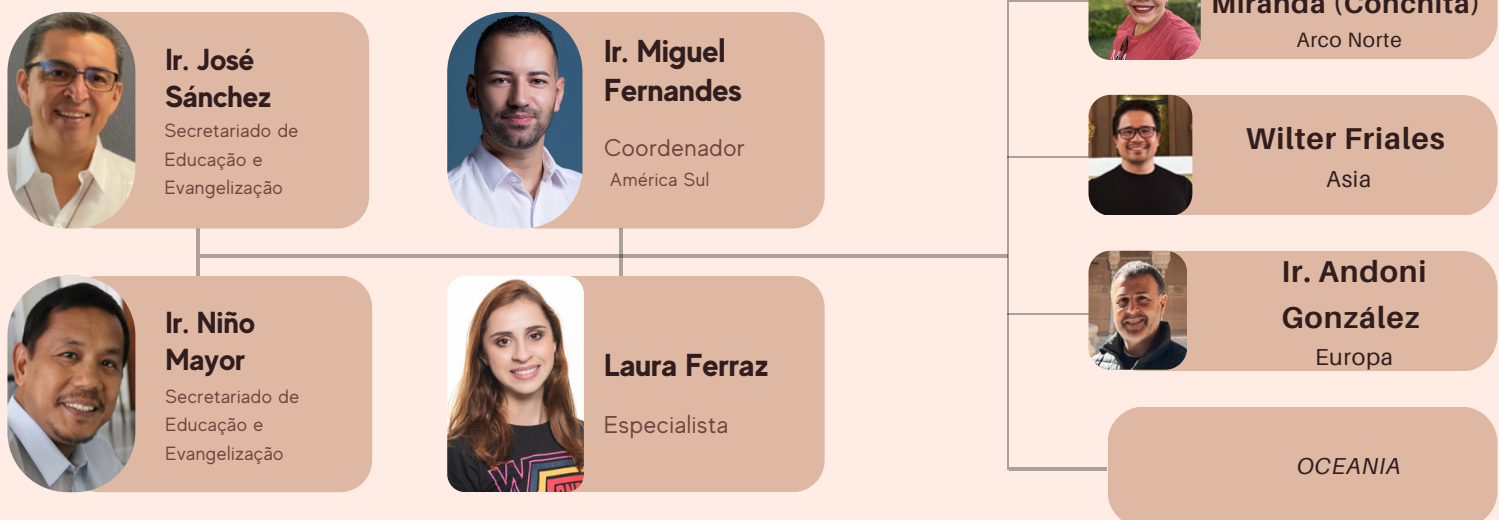 Ir. José
Sánchez
Secretariado de
Educação e
Evangelização
Ir. Miguel
Fernandes
Coordenador
América Sul
Miranda (Conchita)
Arco Norte
Wilter Friales
Asia
Ir. Andoni
González
Europa
Ir. Niño
Mayor
Secretariado de
Educação e
Evangelização
Laura Ferraz
Especialista
OCEANIA